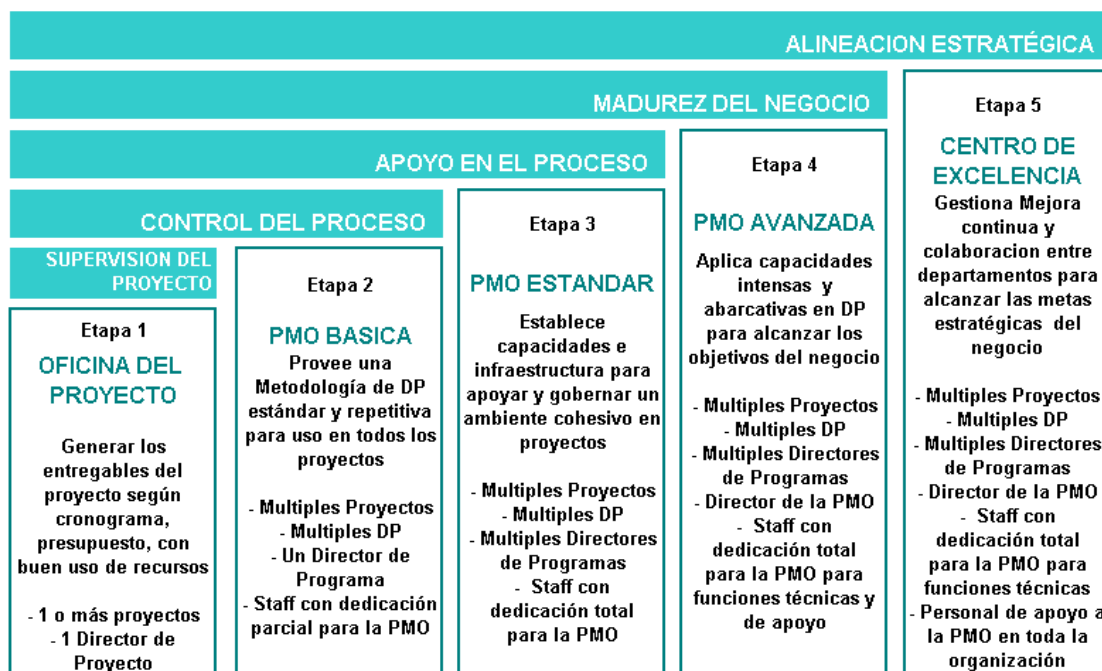 ALINEACION ESTRATÉGICA
MADUREZ DEL NEGOCIO
APOYO EN EL PROCESO
CONTROL DEL PROCESO
SUPERVISION DEL
PROYECTO
Etapa 1
OFICINA DEL
PROYECTO
Generar los
entregables del
proyecto según
cronograma,
presupuesto, con
buen uso de recursos
- 1 o más proyectos
- 1 Director de
Proyecto
Etapa 2
PMO BASICA
Provee una
Metodología de DP
estándar y repetitiva
para uso en todos los
proyectos
- Multiples Proyectos
- Multiples DP
- Un Director de
Programa
- Staff con dedicación
parcial para la PMO
Etapa 3
PMO ESTANDAR
Establece
capacidades e
infraestructura para
apoyar y gobernar un
ambiente cohesivo en
proyectos
- Multiples Proyectos
- Multiples DP
- Multiples Directores
de Programas
- Staff con
dedicación total
para la PMO
Etapa 4
PMO AVANZADA
Aplica capacidades
intensas y
abarcativas en DP
para alcanzar los
objetivos del negocio
- Multiples Proyectos
- Multiples DP
- Multiples Directores
de Programas
- Director de la PMO
- Staff con
dedicación total
para la PMO para
funciones técnicas y
de apoyo
Etapa 5
CENTRO DE
EXCELENCIA
Gestiona Mejora
continua y
colaboracion entre
departamentos para
alcanzar las metas
estratégicas del
negocio
- Multiples Proyectos
- Multiples DP
- Multiples Directores
de Programas
- Director de la PMO
- Staff con
dedicación total
para la PMO para
funciones técnicas
- Personal de apoyo a
la PMO en toda la
organización